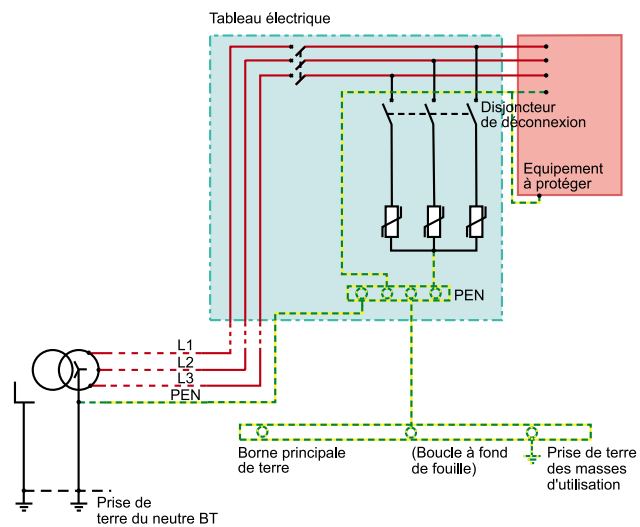 Tableau électrique
Disjoncteur
de déconnexion
Equipement
à protéger
PEN
L1
L2
L3
PEN
Borne principale
de terre
(Boucle à fond
de fouille)
Prise de terre
des masses
d'utilisation
Prise de
terre du neutre BT